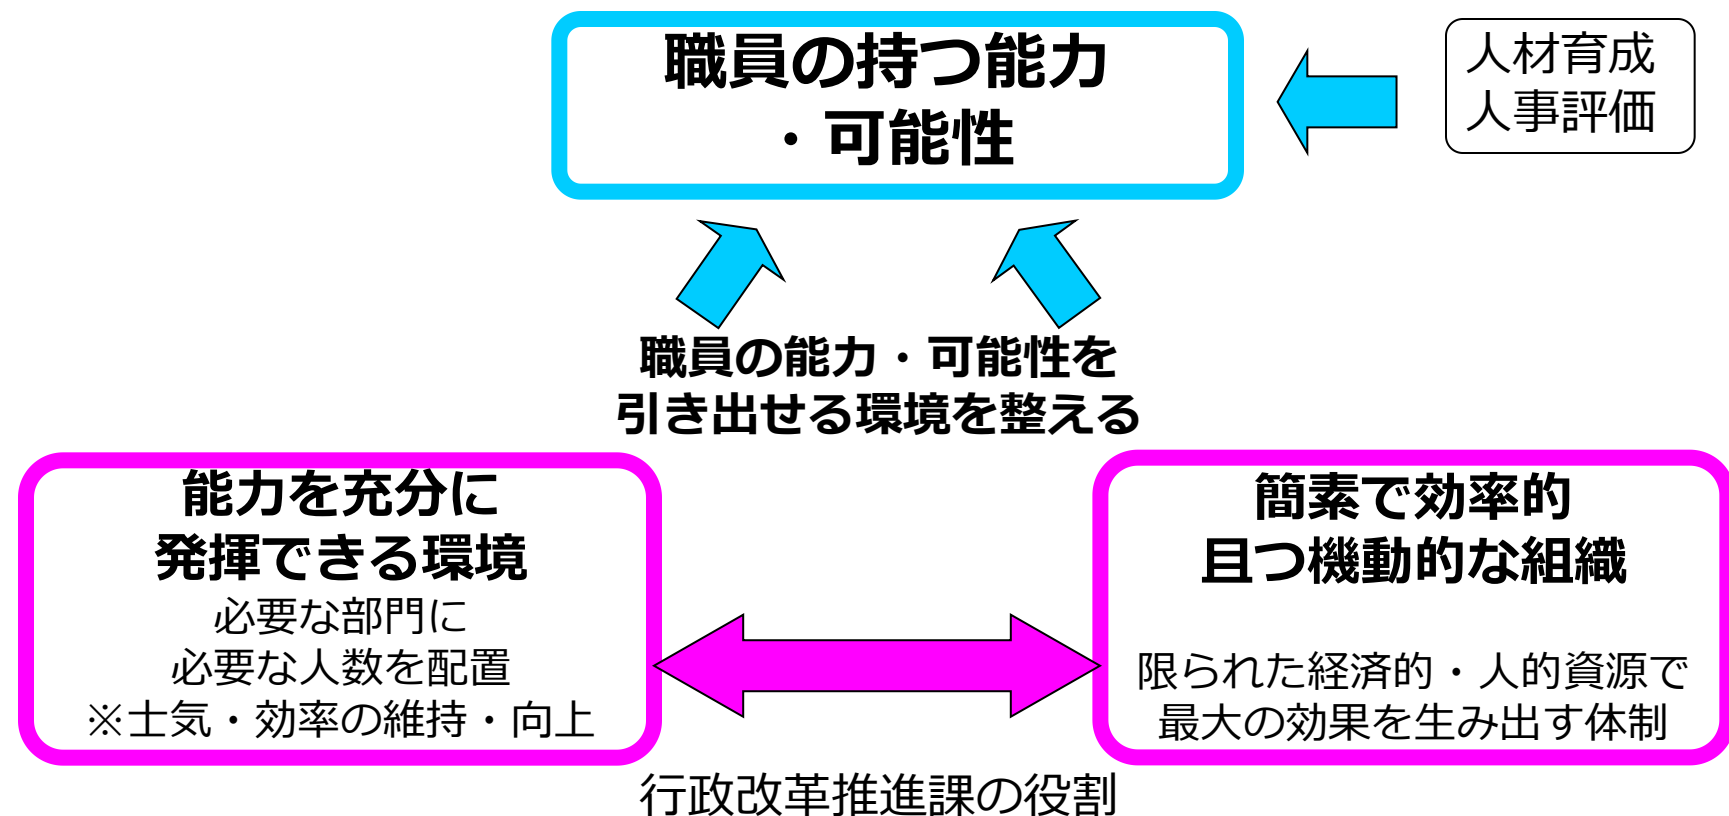 職員の持つ能力
・可能性
人材育成
人事評価
職員の能力・可能性を
引き出せる環境を整える
能力を充分に
発揮できる環境
必要な部門に
必要な人数を配置
※士気・効率の維持・向上
簡素で効率的
且つ機動的な組織
限られた経済的・人的資源で
最大の効果を生み出す体制
行政改革推進課の役割